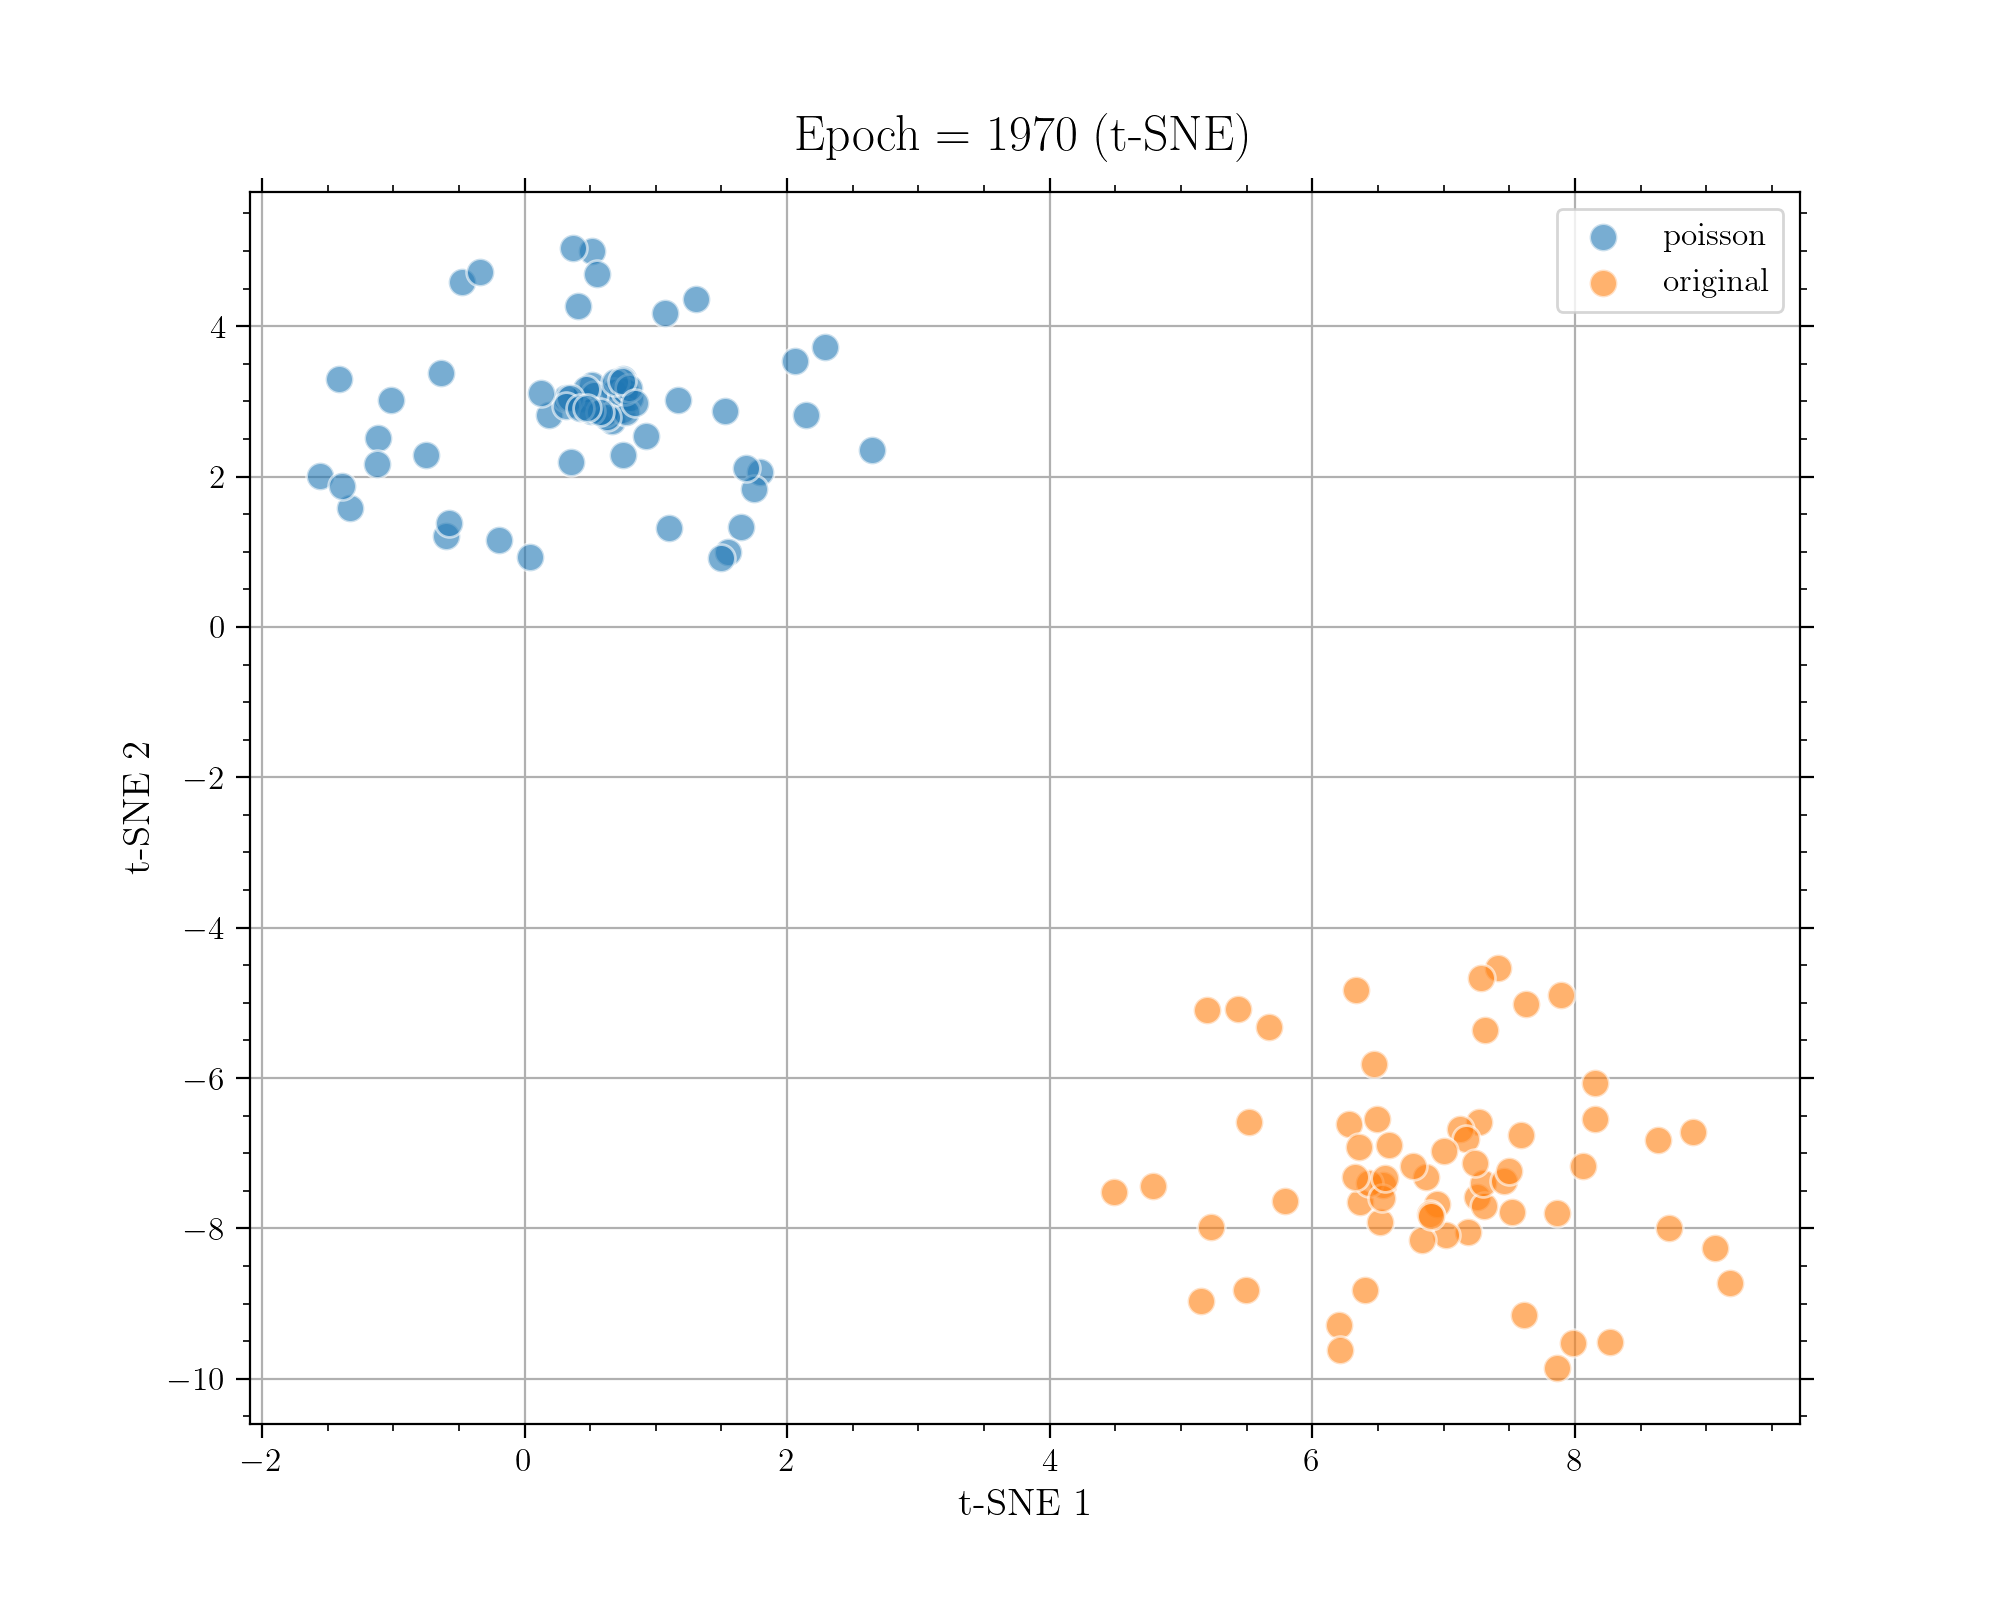 Epoch = 1970 (t-SNE)
poisson
original
4
2
0
−2
−4
−6
−8
−10
t-SNE 2
−2 0 2 4 6 8
t-SNE 1